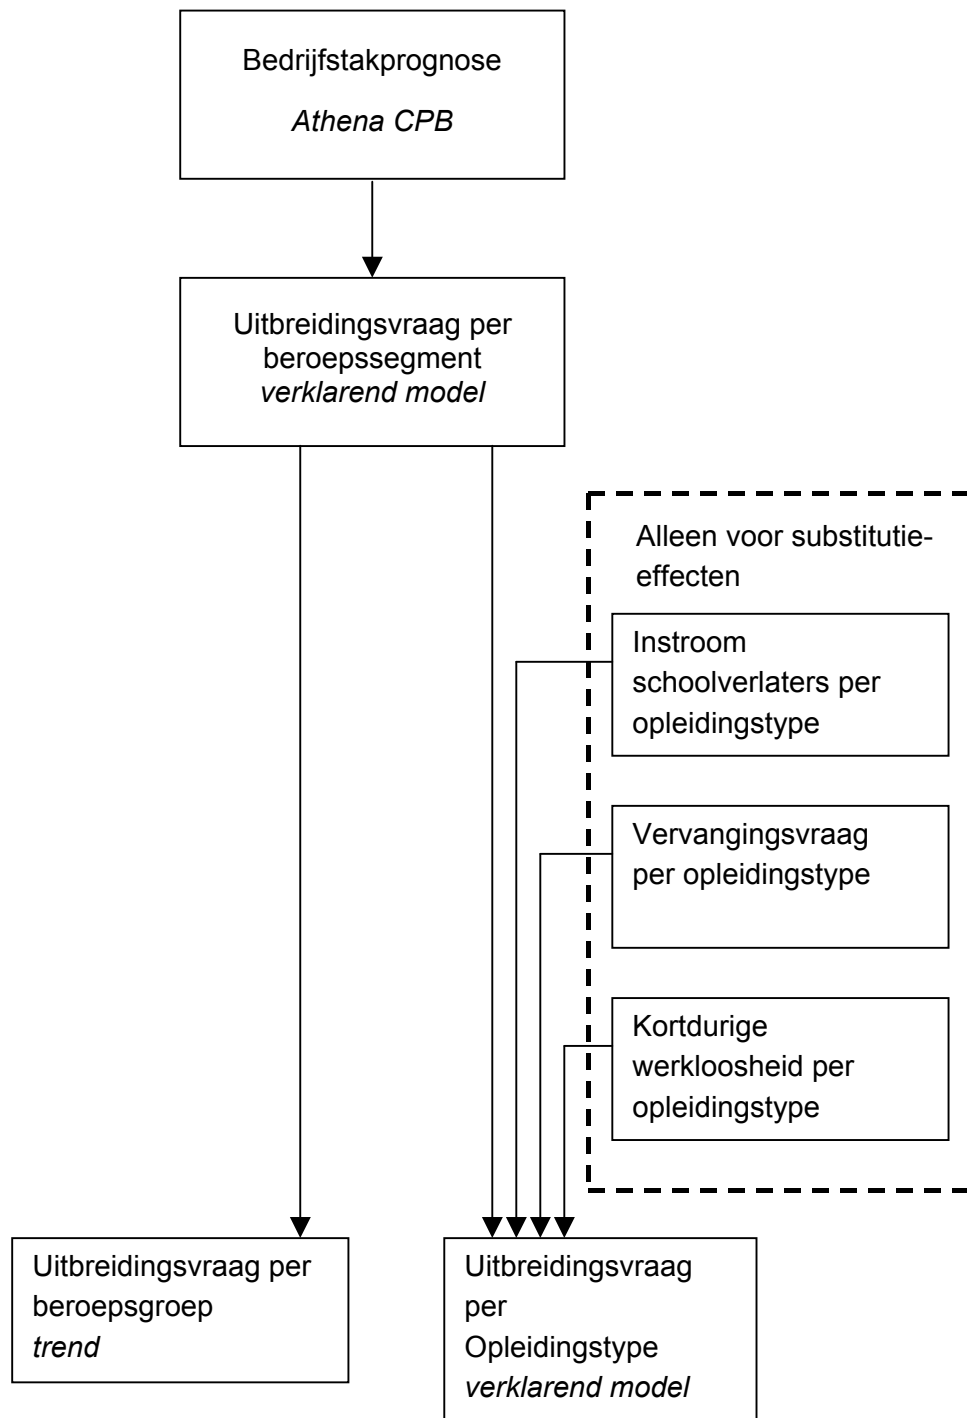 Bedrijfstakprognose
Athena CPB
Uitbreidingsvraag per
beroepssegment
verklarend model
Alleen voor substitutie-
effecten
Instroom
schoolverlaters per
opleidingstype
Vervangingsvraag
per opleidingstype
Kortdurige
werkloosheid per
opleidingstype
Uitbreidingsvraag per
beroepsgroep
trend
Uitbreidingsvraag
per
Opleidingstype
verklarend model